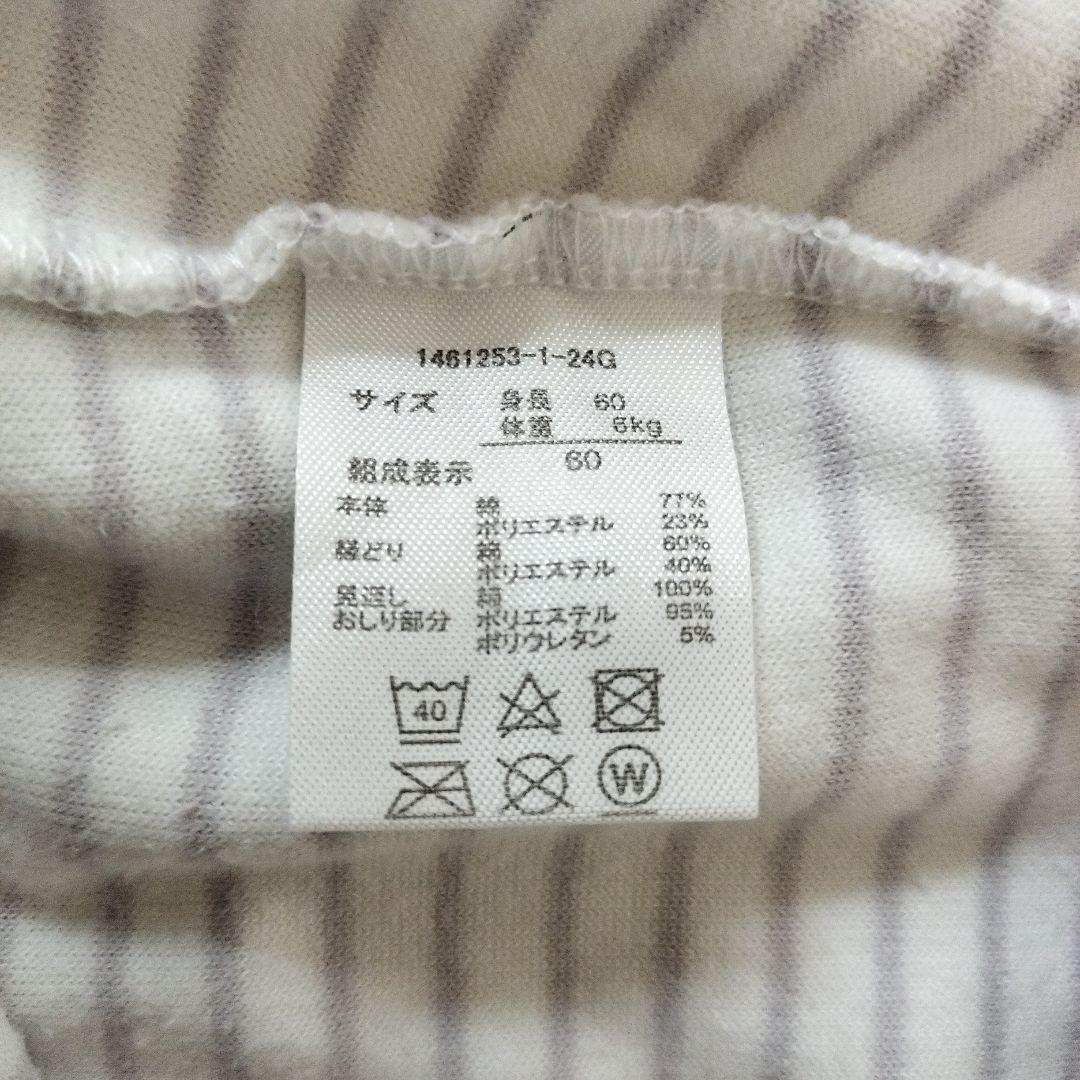 1461253-1-24G
サイズ 身長 60
体重 6kg
60
組成表示
本体 綿 77%
ポリエステル 23%
縁どり 綿 60%
ポリエステル 40%
見返し 綿 100%
おしり部分 ポリエステル 95%
ポリウレタン 5%
40
W